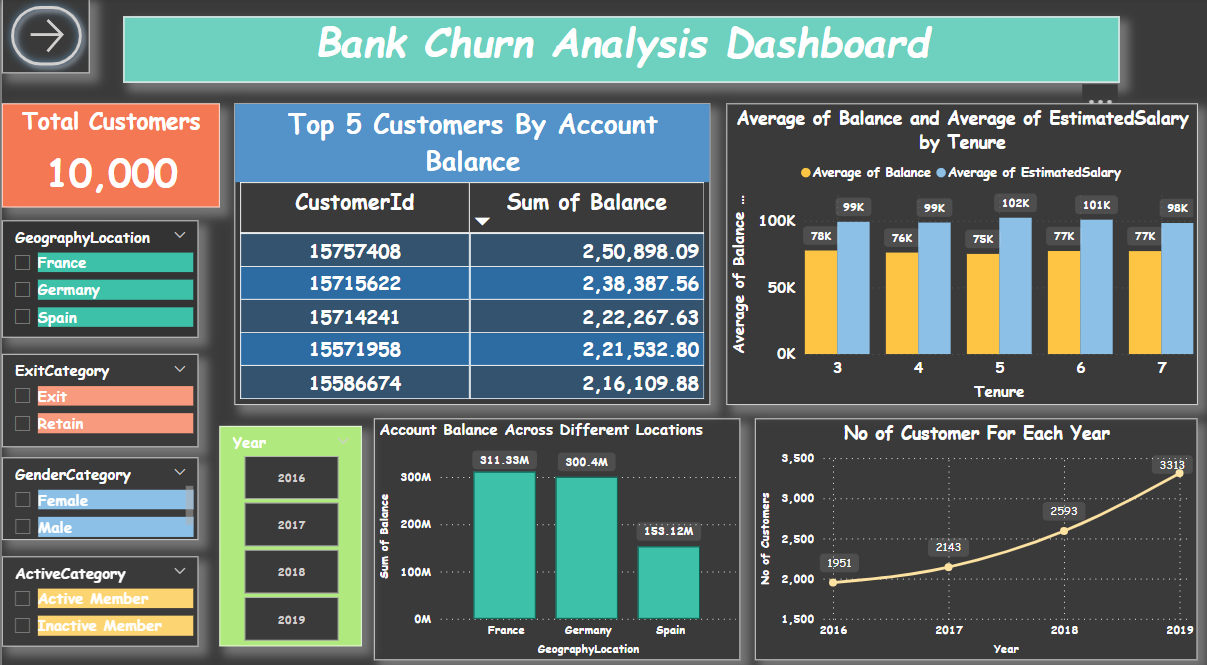 Bank Churn Analysis Dashboard
Total Customers
10,000
GeographyLocation
France
Germany
Spain
ExitCategory
Exit
Retain
GenderCategory
Female
Male
ActiveCategory
Active Member
Inactive Member
Top 5 Customers By Account
Balance
CustomerId Sum of Balance
15757408 2,50,898.09
15715622 2,38,387.56
15714241 2,22,267.63
15571958 2,21,532.80
15586674 2,16,109.88
Average of Balance and Average of EstimatedSalary
by Tenure
Average of Balance Average of EstimatedSalary
Average of Balance ...
100K
50K
0K
78K 99K 76K 99K 75K 102K 77K 101K 77K 98K
3 4 5 6 7
Tenure
Year
2016
2017
2018
2019
Account Balance Across Different Locations
Sum of Balance
300M
200M
100M
0M
311.33M 300.4M 153.12M
France Germany Spain
GeographyLocation
No of Customer For Each Year
No of Customers
3,500
3,000
2,500
2,000
1,500
1951 2143 2593 3313
2016 2017 2018 2019
Year